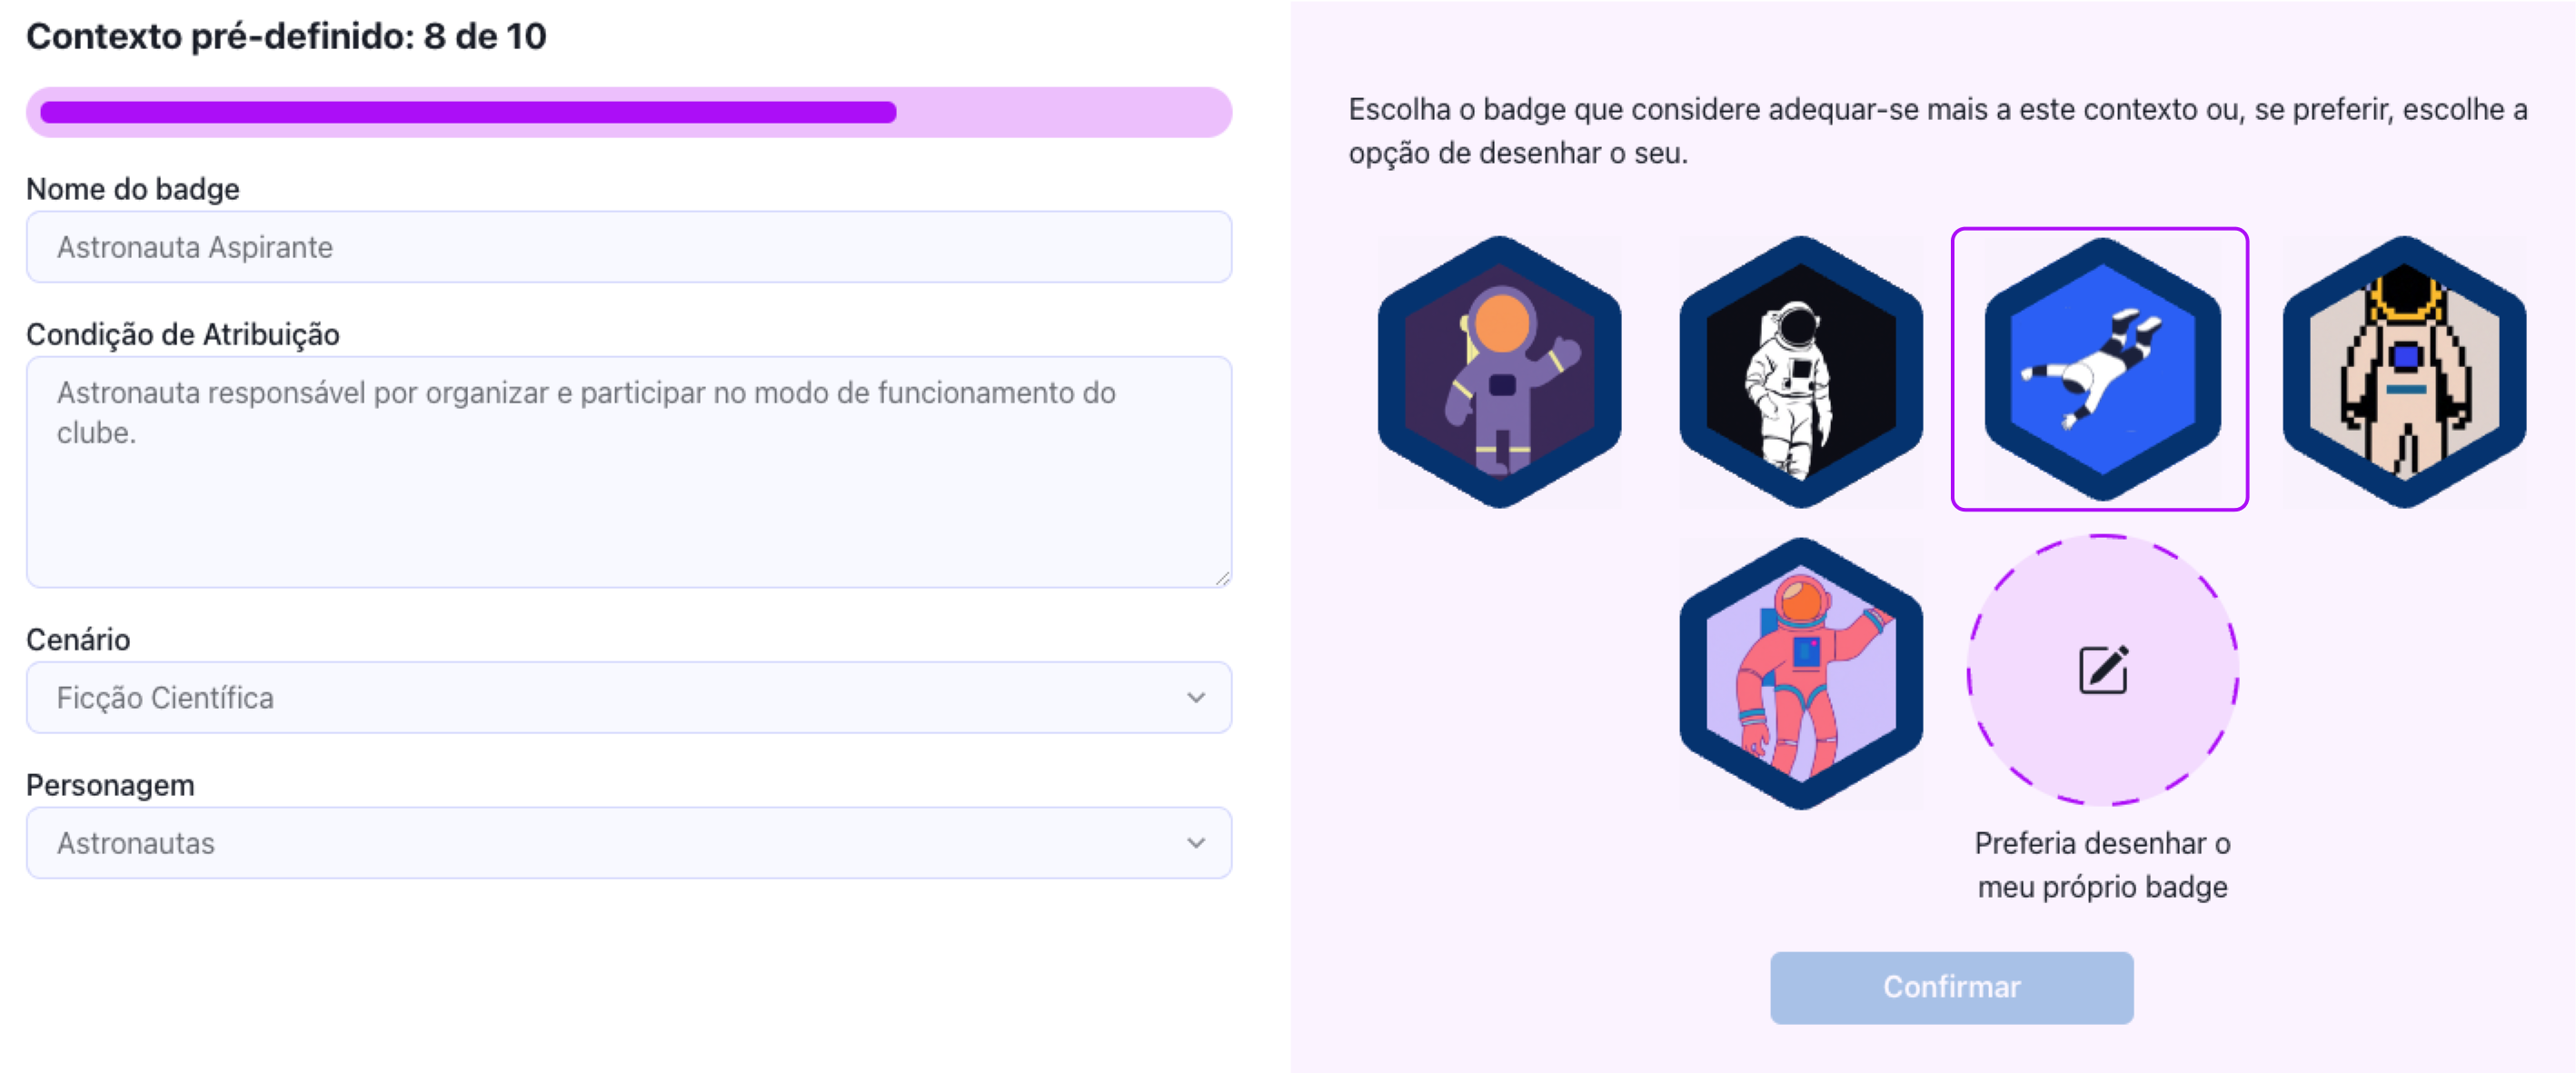 Contexto pré-definido: 8 de 10
Nome do badge
Astronauta Aspirante
Condição de Atribuição
Astronauta responsável por organizar e participar no modo de funcionamento do
clube.
Cenário
Ficção Científica
Personagem
Astronautas
Escolha o badge que considere adequar-se mais a este contexto ou, se preferir, escolhe a
opção de desenhar o seu.
Preferia desenhar o
meu próprio badge
Confirmar